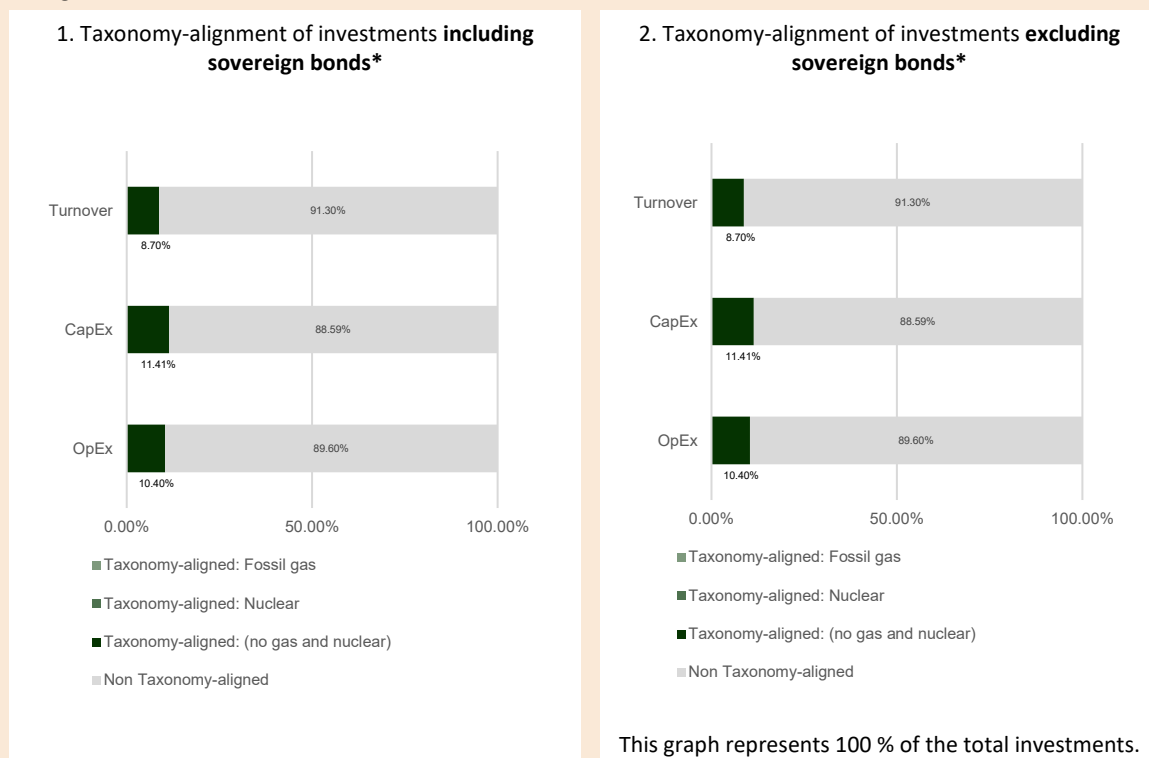 1. Taxonomy-alignment of investments including
sovereign bonds*
Turnover
91.30%
8.70%
CapEx
88.59%
11.41%
OpEx
89.60%
10.40%
0.00%
50.00%
100.00%
Taxonomy-aligned: Fossil gas
Taxonomy-aligned: Nuclear
Taxonomy-aligned: (no gas and nuclear)
Non Taxonomy-aligned
2. Taxonomy-alignment of investments excluding
sovereign bonds*
Turnover
91.30%
8.70%
CapEx
88.59%
11.41%
OpEx
89.60%
10.40%
0.00%
50.00%
100.00%
Taxonomy-aligned: Fossil gas
Taxonomy-aligned: Nuclear
Taxonomy-aligned: (no gas and nuclear)
Non Taxonomy-aligned
This graph represents 100 % of the total investments.